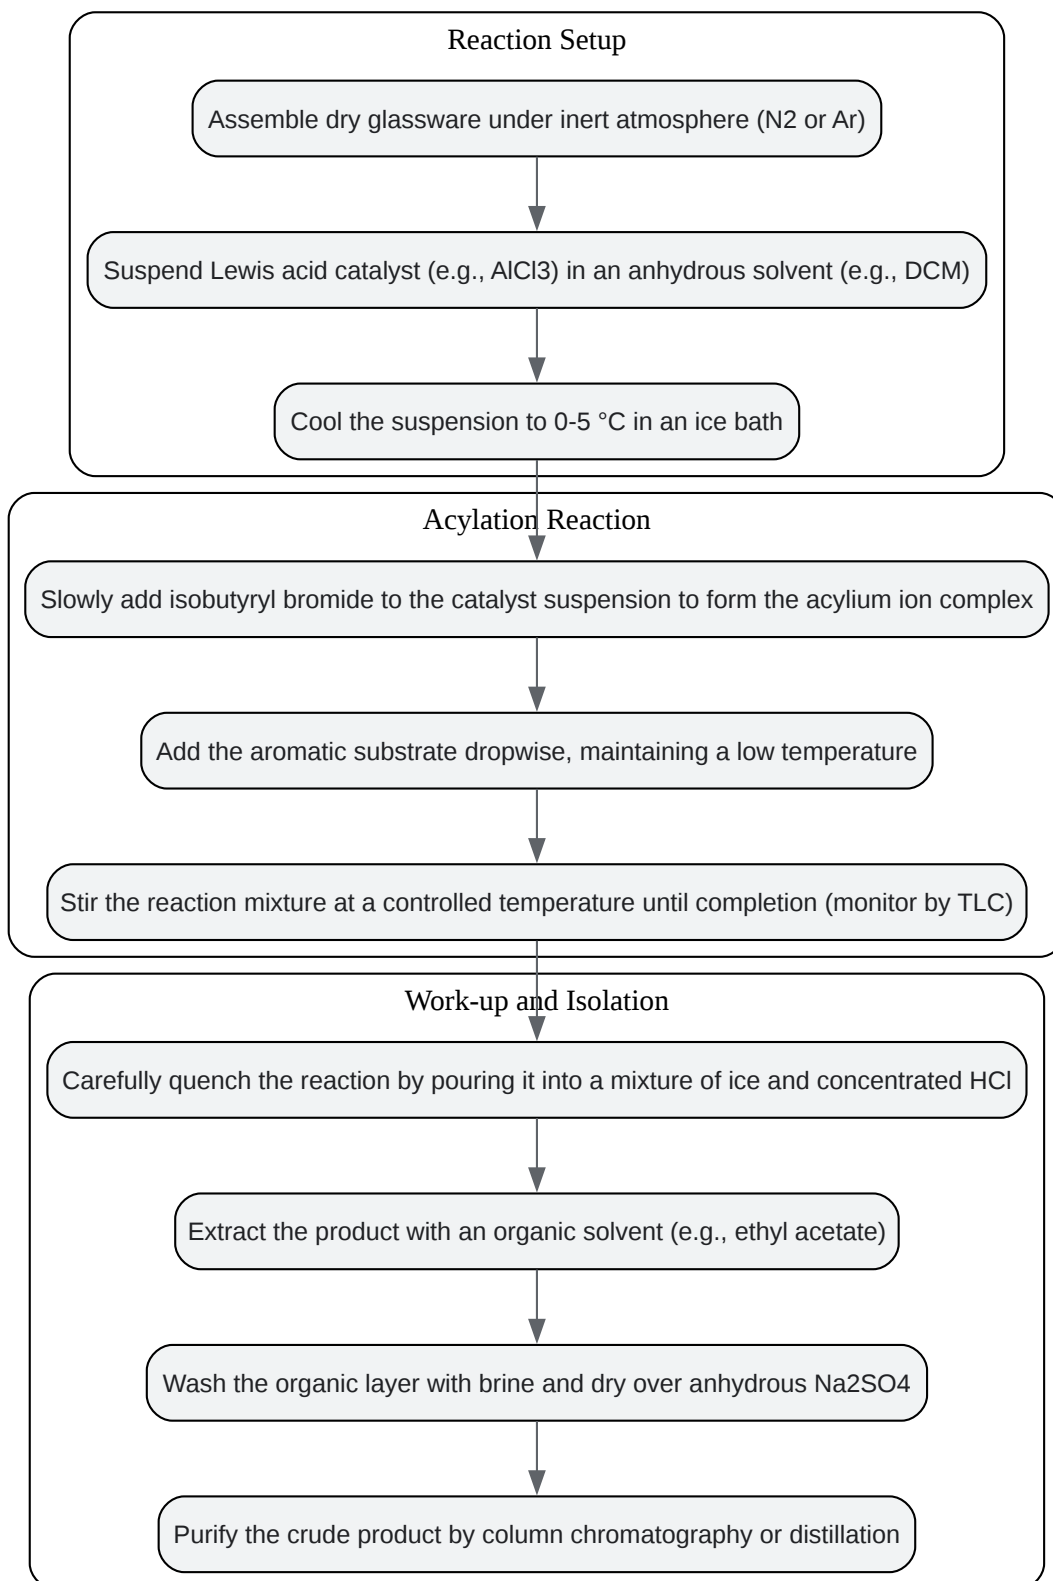 Reaction Setup
Assemble dry glassware under inert atmosphere (N2 or Ar)
Suspend Lewis acid catalyst (e.g., AlCl3) in an anhydrous solvent (e.g., DCM)
Cool the suspension to 0-5 °C in an ice bath
Acylation Reaction
Slowly add isobutyryl bromide to the catalyst suspension to form the acylium ion complex
Add the aromatic substrate dropwise, maintaining a low temperature
Stir the reaction mixture at a controlled temperature until completion (monitor by TLC)
Work-up and Isolation
Carefully quench the reaction by pouring it into a mixture of ice and concentrated HCl
Extract the product with an organic solvent (e.g., ethyl acetate)
Wash the organic layer with brine and dry over anhydrous Na2SO4
Purify the crude product by column chromatography or distillation